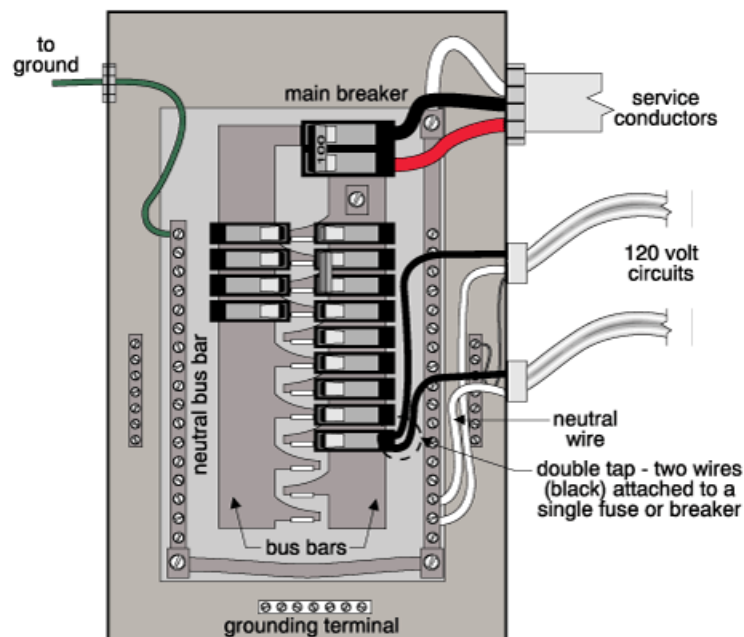 to
ground
main breaker
100
service
conductors
120 volt
circuits
neutral bus bar
neutral
wire
double tap - two wires
(black) attached to a
single fuse or breaker
bus bars
grounding terminal